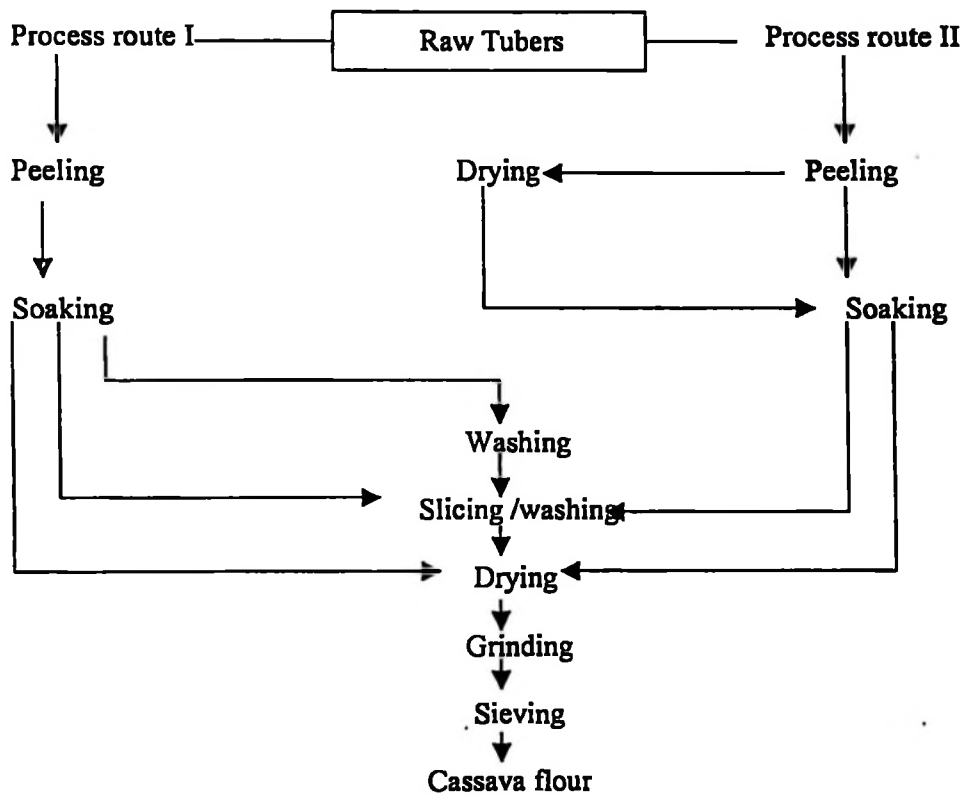 Process route I
Raw Tubers
Process route II
Peeling
Drying
Peeling
Soaking
Soaking
Washing
Slicing /washing
Drying
Grinding
Sieving
Cassava flour